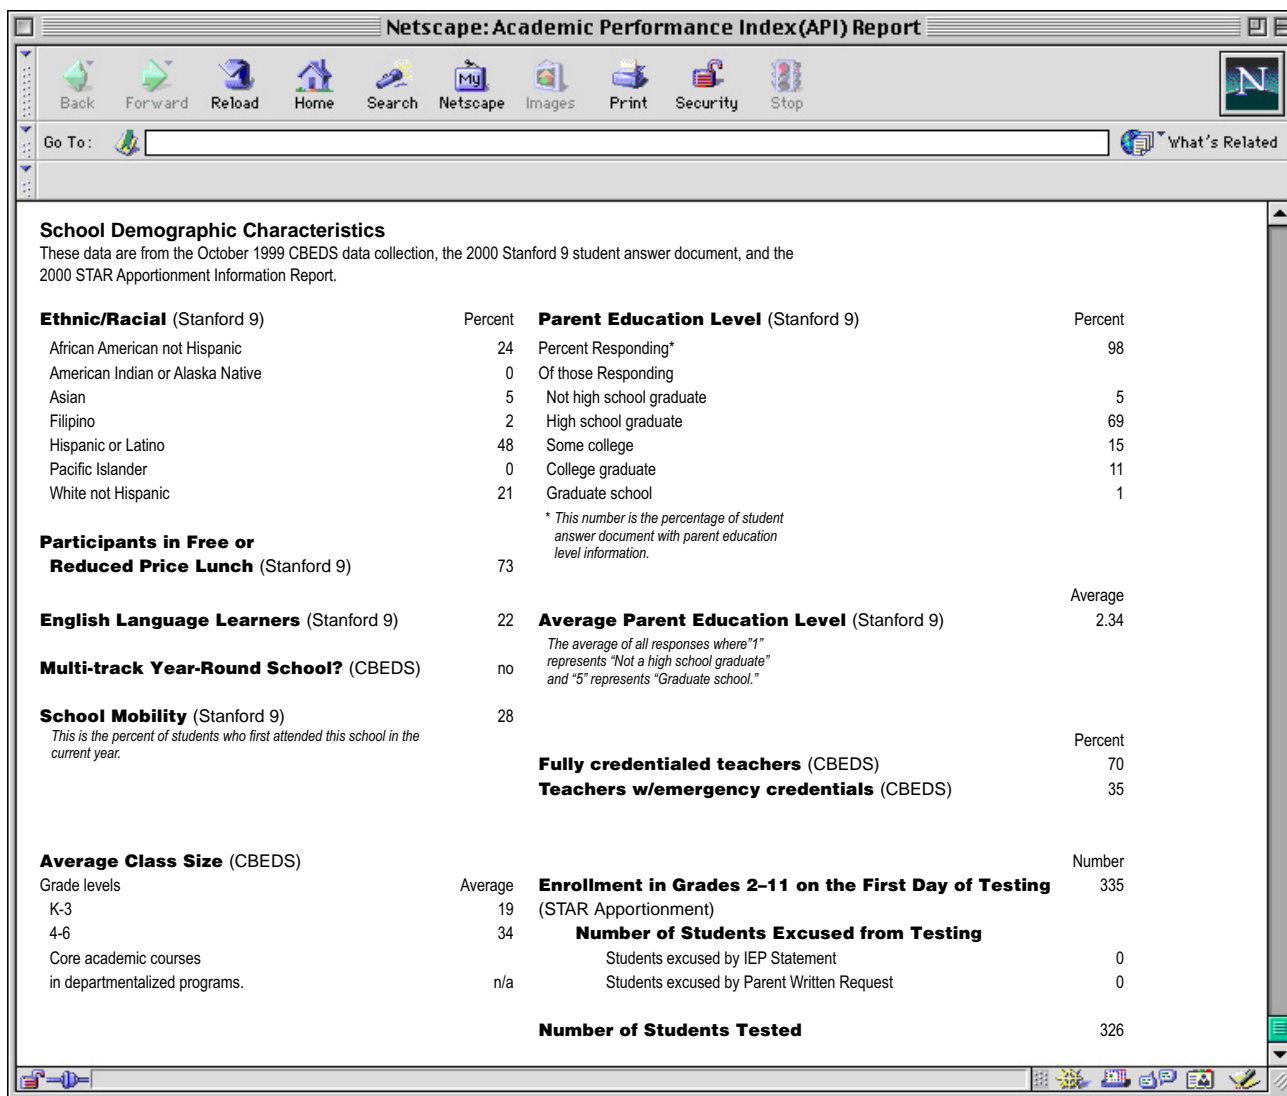 Netscape: Academic Performance Index(API) Report
Back Forward Reload Home Search Netscape Images Print Security Stop
My
N
Go To: What's Related
School Demographic Characteristics
These data are from the October 1999 CBEDS data collection, the 2000 Stanford 9 student answer document, and the
2000 STAR Apportionment Information Report.
Ethnic/Racial (Stanford 9) Percent
African American not Hispanic 24
American Indian or Alaska Native 0
Asian 5
Filipino 2
Hispanic or Latino 48
Pacific Islander 0
White not Hispanic 21
Participants in Free or
Reduced Price Lunch (Stanford 9) 73
English Language Learners (Stanford 9) 22
Multi-track Year-Round School? (CBEDS) no
School Mobility (Stanford 9) 28
This is the percent of students who first attended this school in the
current year.
Parent Education Level (Stanford 9) Percent
Percent Responding* 98
Of those Responding
Not high school graduate 5
High school graduate 69
Some college 15
College graduate 11
Graduate school 1
* This number is the percentage of student
answer document with parent education
level information.
Average
Average Parent Education Level (Stanford 9) 2.34
The average of all responses where"1"
represents “Not a high school graduate”
and “5” represents “Graduate school.”
Percent
Fully credentialed teachers (CBEDS) 70
Teachers w/emergency credentials (CBEDS) 35
Average Class Size (CBEDS)
Grade levels Average
K-3 19
4-6 34
Core academic courses
in departmentalized programs. n/a
Number
Enrollment in Grades 2–11 on the First Day of Testing 335
(STAR Apportionment)
Number of Students Excused from Testing
Students excused by IEP Statement 0
Students excused by Parent Written Request 0
Number of Students Tested 326